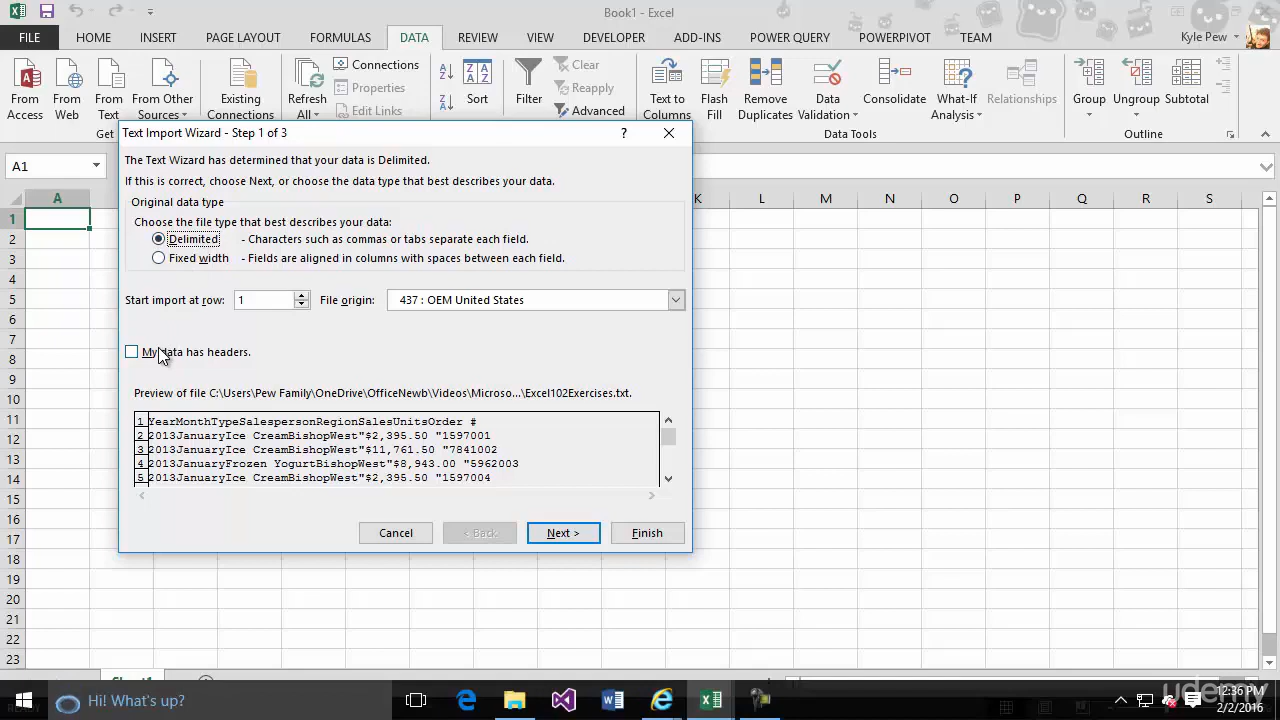 Book1 - Excel
FILE HOME INSERT PAGE LAYOUT FORMULAS DATA REVIEW VIEW DEVELOPER ADD-INS POWER QUERY POWERPIVOT TEAM Kyle Pew
From Access
From Web
From Text
From Other Sources
Existing Connections
Refresh All
Connections
Properties
Edit Links
Sort
Filter
Clear
Reapply
Advanced
Text to Columns
Flash Fill
Remove Duplicates
Data Validation
Consolidate
What-If Analysis
Relationships
Group
Ungroup
Subtotal
Get
Data Tools
Outline
A1
Text Import Wizard - Step 1 of 3
?
The Text Wizard has determined that your data is Delimited.
If this is correct, choose Next, or choose the data type that best describes your data.
Original data type
Choose the file type that best describes your data:
Delimited - Characters such as commas or tabs separate each field.
Fixed width - Fields are aligned in columns with spaces between each field.
Start import at row: 1 File origin: 437 : OEM United States
My data has headers.
Preview of file C:\Users\Pew Family\OneDrive\OfficeNewb\Videos\Microso...\Excel102Exercises.txt.
1 YearMonthTypeSalespersonRegionSalesUnitsOrder #
2 2013JanuaryIce CreamBishopWest"$2,395.50 "1597001
3 2013JanuaryIce CreamBishopWest"$11,761.50 "7841002
4 2013JanuaryFrozen YogurtBishopWest"$8,943.00 "5962003
5 2013JanuaryIce CreamBishopWest"$2,395.50 "1597004
Cancel < Back Next > Finish
A K L M N O P Q R S
1
2
3
4
5
6
7
8
9
10
11
12
13
14
15
16
17
18
19
20
21
22
23
Sheet1
Hi! What's up?
12:36 PM
2/2/2016
udemy